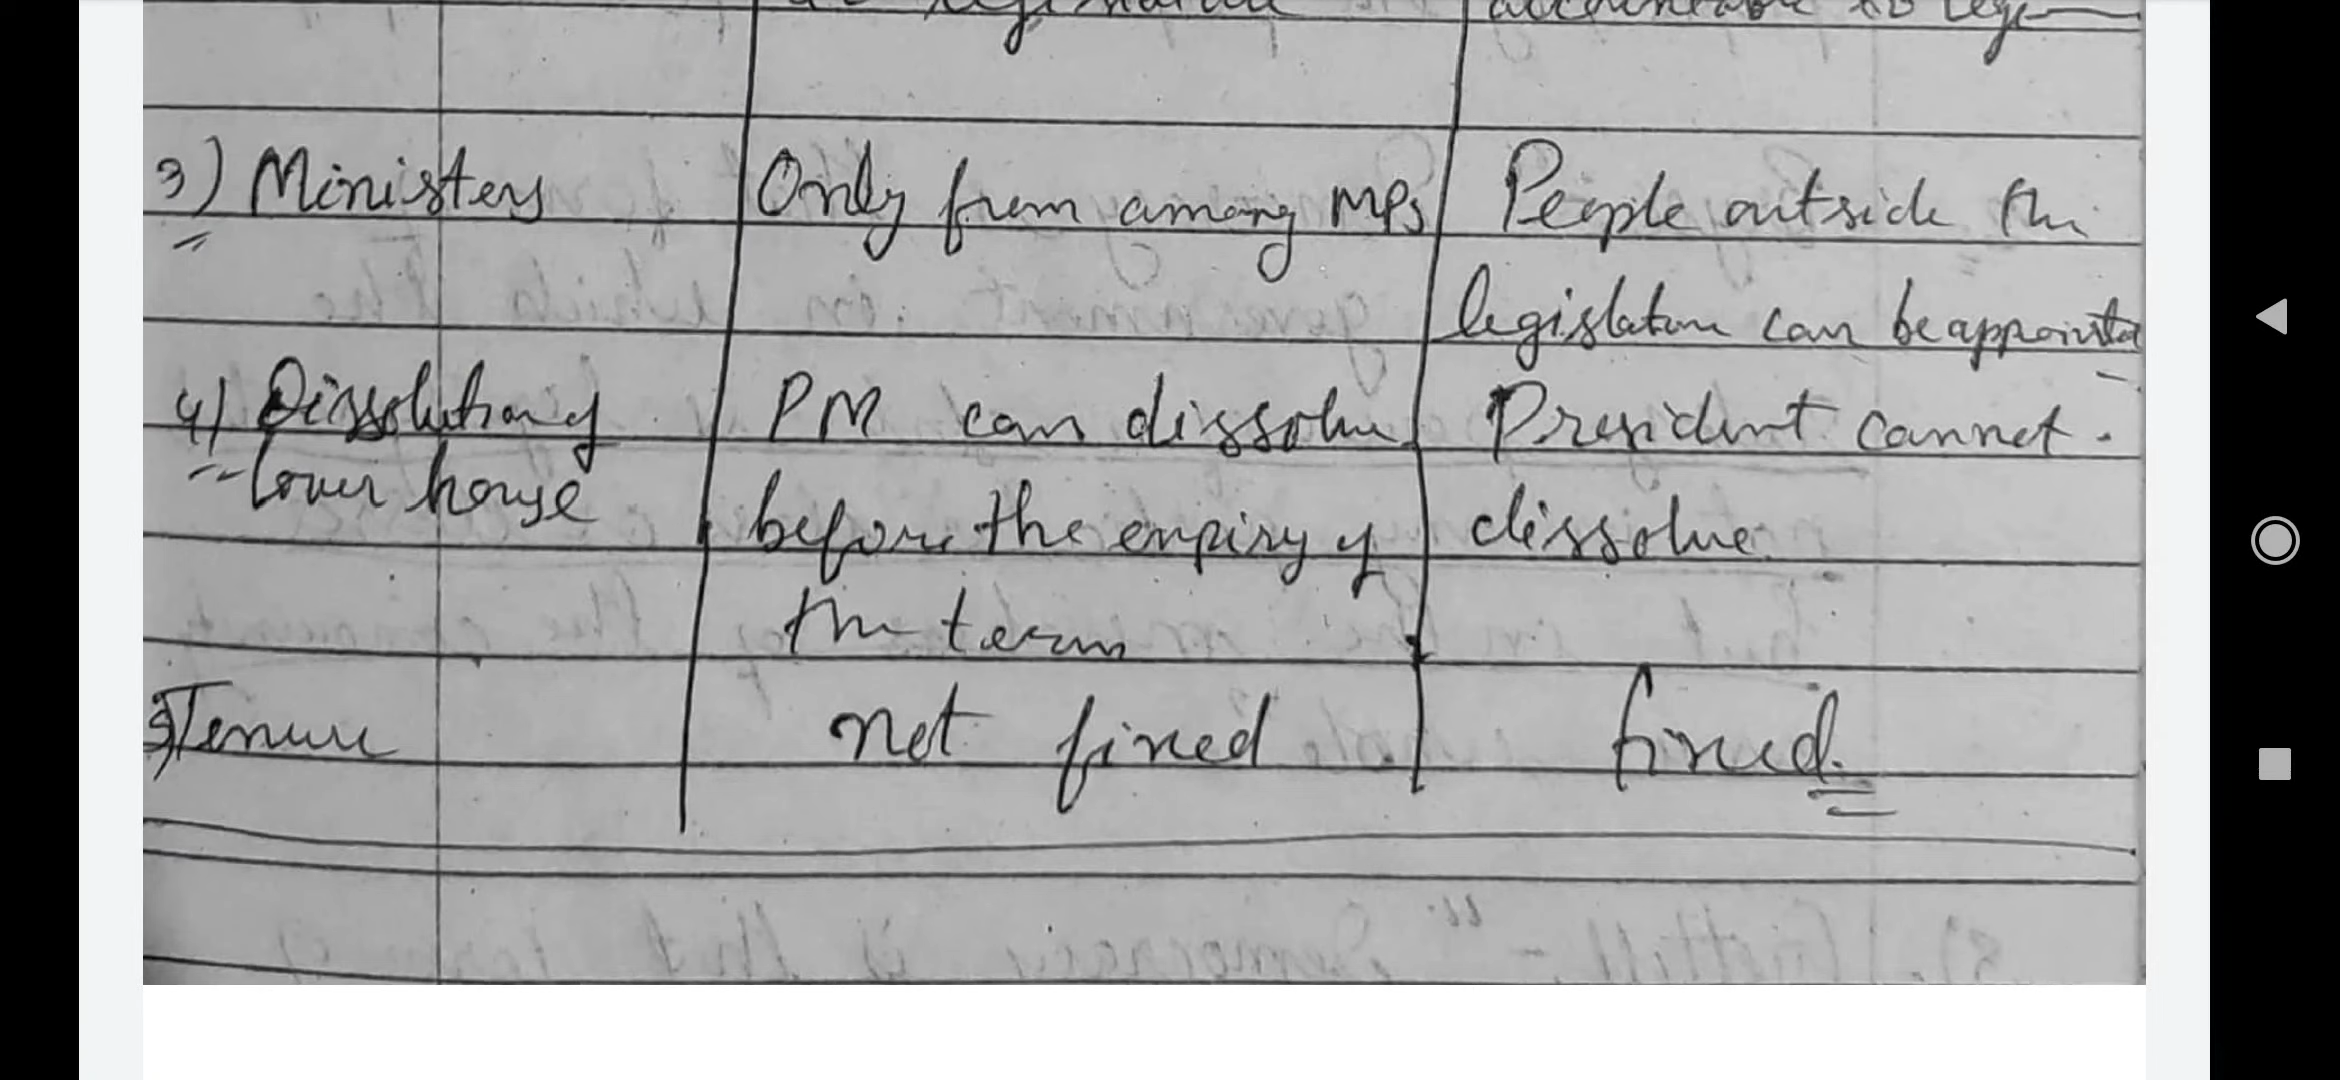 3) Ministers
Only from among MPs
People outside the
legislature can be appointed
4) Dissolution of
lower house
PM can dissolve
before the expiry of
the term
President cannot
dissolve.
5) Tenure
not fixed
fixed.